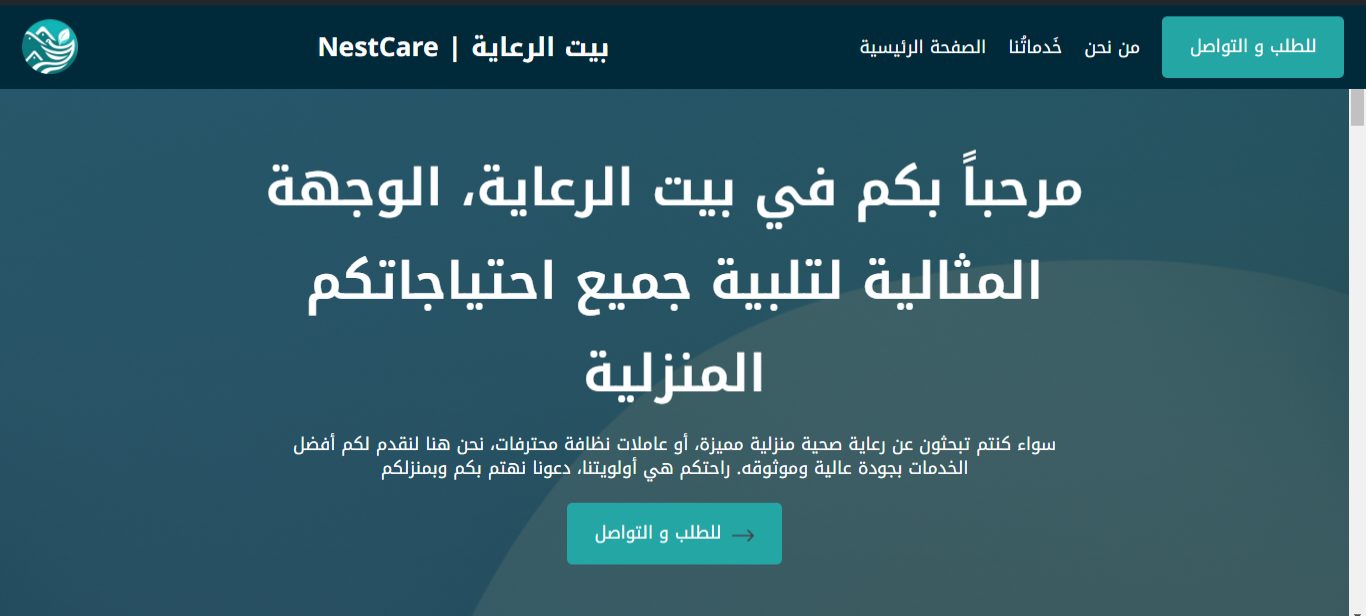 بيت الرعاية | NestCare
للطلب و التواصل
من نحن
خَدماتُنا
الصفحة الرئيسية
مرحباً بكم في بيت الرعاية، الوجهة
المثالية لتلبية جميع احتياجاتكم
المنزلية
سواء كنتم تبحثون عن رعاية صحية منزلية مميزة، أو عاملات نظافة محترفات، نحن هنا لنقدم لكم أفضل
الخدمات بجودة عالية وموثوقه. راحتكم هي أولويتنا، دعونا نهتم بكم وبمنزلكم
للطلب و التواصل